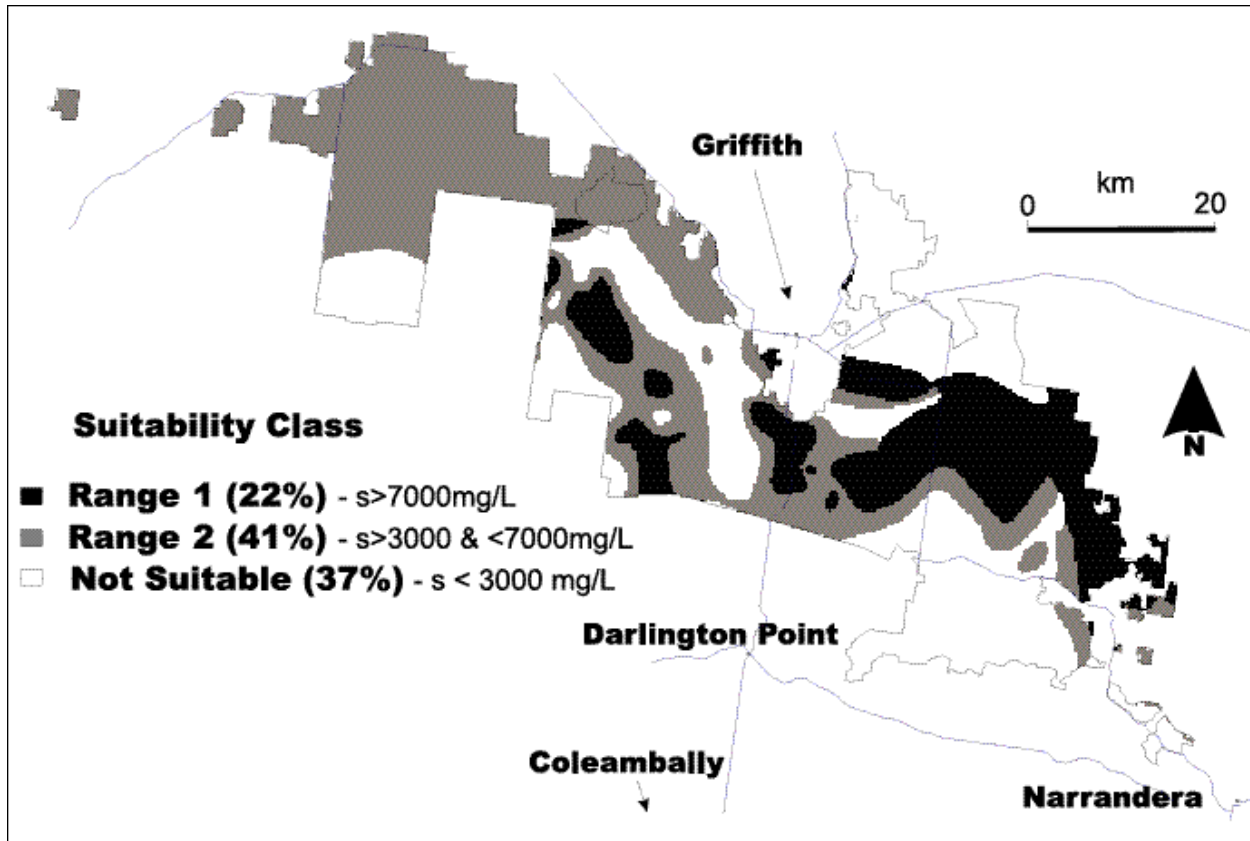 Griffith
km
0 20
N
Suitability Class
Range 1 (22%) - s>7000mg/L
Range 2 (41%) - s>3000 & <7000mg/L
Not Suitable (37%) - s < 3000 mg/L
Darlington Point
Coleambally
Narrandera